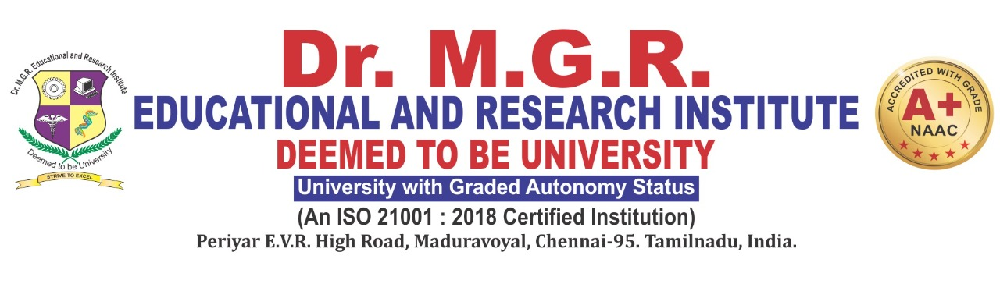 Dr. M.G.R. Educational and Research Institute
Deemed to be University
STRIVE TO EXCEL
Dr. M.G.R.
EDUCATIONAL AND RESEARCH INSTITUTE
DEEMED TO BE UNIVERSITY
University with Graded Autonomy Status
(An ISO 21001 : 2018 Certified Institution)
Periyar E.V.R. High Road, Maduravoyal, Chennai-95. Tamilnadu, India.
ACCREDITED WITH GRADE
A+
NAAC